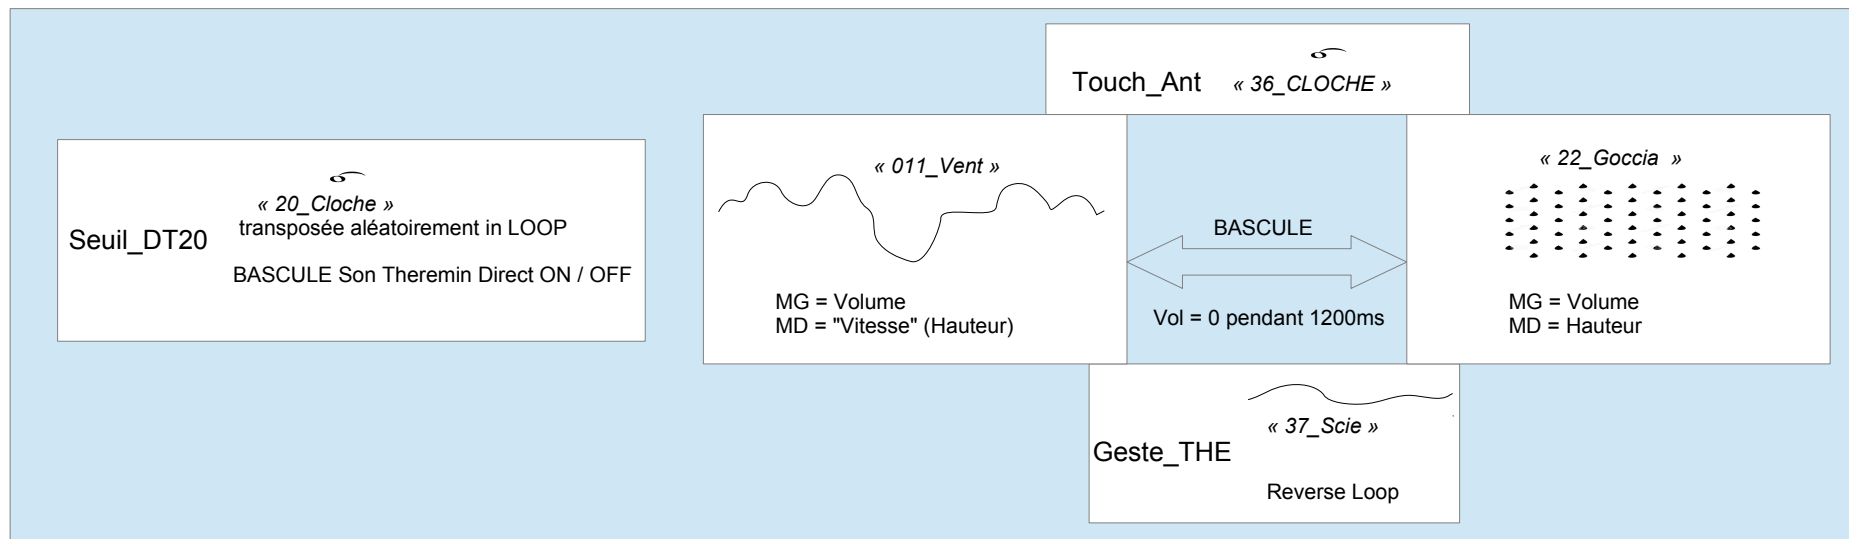 Touch_Ant « 36_CLOCHE »
« 20_Cloche »
transposée aléatoirement in LOOP
Seuil_DT20
BASCULE Son Theremin Direct ON / OFF
« 011_Vent »
MG = Volume
MD = "Vitesse" (Hauteur)
BASCULE
Vol = 0 pendant 1200ms
« 22_Goccia »
MG = Volume
MD = Hauteur
« 37_Scie »
Geste_THE
Reverse Loop